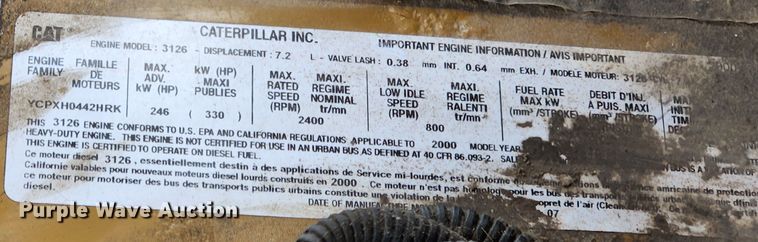 CAT
CATERPILLAR INC.
ENGINE MODEL: 3126 - DISPLACEMENT: 7.2 L - VALVE LASH: 0.38 mm INT. 0.64 mm EXH. / MODELE MOTEUR: 3126
IMPORTANT ENGINE INFORMATION / AVIS IMPORTANT
ENGINE FAMILY FAMILLE DE MOTEURS
MAX. ADV. kW (HP) kW (HP) MAXI PUBLIES
MAX. RATED SPEED (RPM) MAX. REGIME NOMINAL tr/mn
MAX. LOW IDLE SPEED (RPM) MAX. REGIME RALENTI tr/mn
FUEL RATE MAX kW (mm³/STROKE) DEBIT D'INJ. A PUIS. MAXI (mm³/STROKE)
YCPXH0442HRK 246 (330) 2400 800
THIS 3126 ENGINE CONFORMS TO U.S. EPA AND CALIFORNIA REGULATIONS APPLICABLE TO 2000 MODEL YEAR
HEAVY-DUTY ENGINE. THIS ENGINE IS NOT CERTIFIED FOR USE IN AN URBAN BUS AS DEFINED AT 40 CFR 86.093-2. SALE
THIS ENGINE IS CERTIFIED TO OPERATE ON DIESEL FUEL.
Ce moteur diesel 3126, essentiellement destin à des applications de Service mi-lourdes, est conforme
Californie valables pour nouveaux moteurs diesel lourds construits en 2000. Ce moteur n'est pas
ce moteur pour motoriser des bus des transports publics urbains constitue une violation de la
diesel.
DATE OF MANUFACTURE 07
Purple Wave Auction